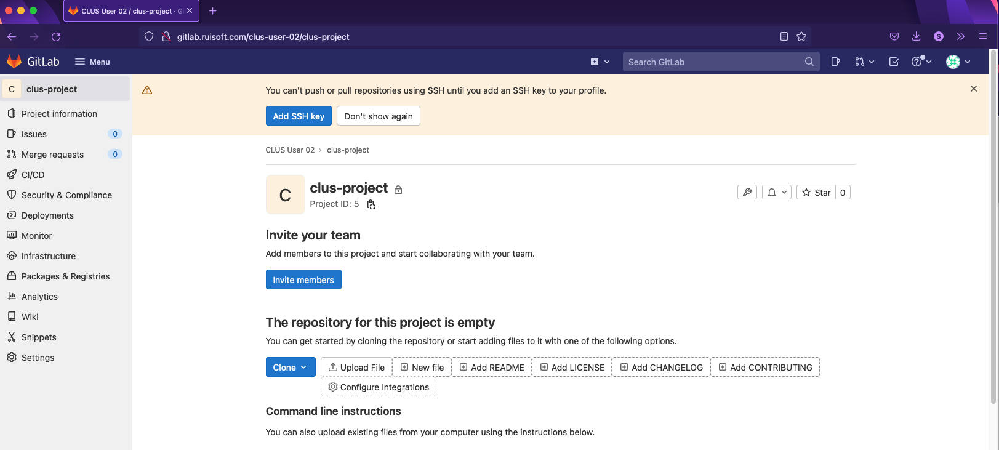 CLUS User 02 / clus-project · Gi
gitlab.ruisoft.com/clus-user-02/clus-project
S
GitLab
Menu
Search GitLab
C clus-project
Project information
Issues 0
Merge requests 0
CI/CD
Security & Compliance
Deployments
Monitor
Infrastructure
Packages & Registries
Analytics
Wiki
Snippets
Settings
You can't push or pull repositories using SSH until you add an SSH key to your profile.
Add SSH key Don't show again
CLUS User 02 › clus-project
C
clus-project
Project ID: 5
Star 0
Invite your team
Add members to this project and start collaborating with your team.
Invite members
The repository for this project is empty
You can get started by cloning the repository or start adding files to it with one of the following options.
Clone Upload File New file Add README Add LICENSE Add CHANGELOG Add CONTRIBUTING
Configure Integrations
Command line instructions
You can also upload existing files from your computer using the instructions below.